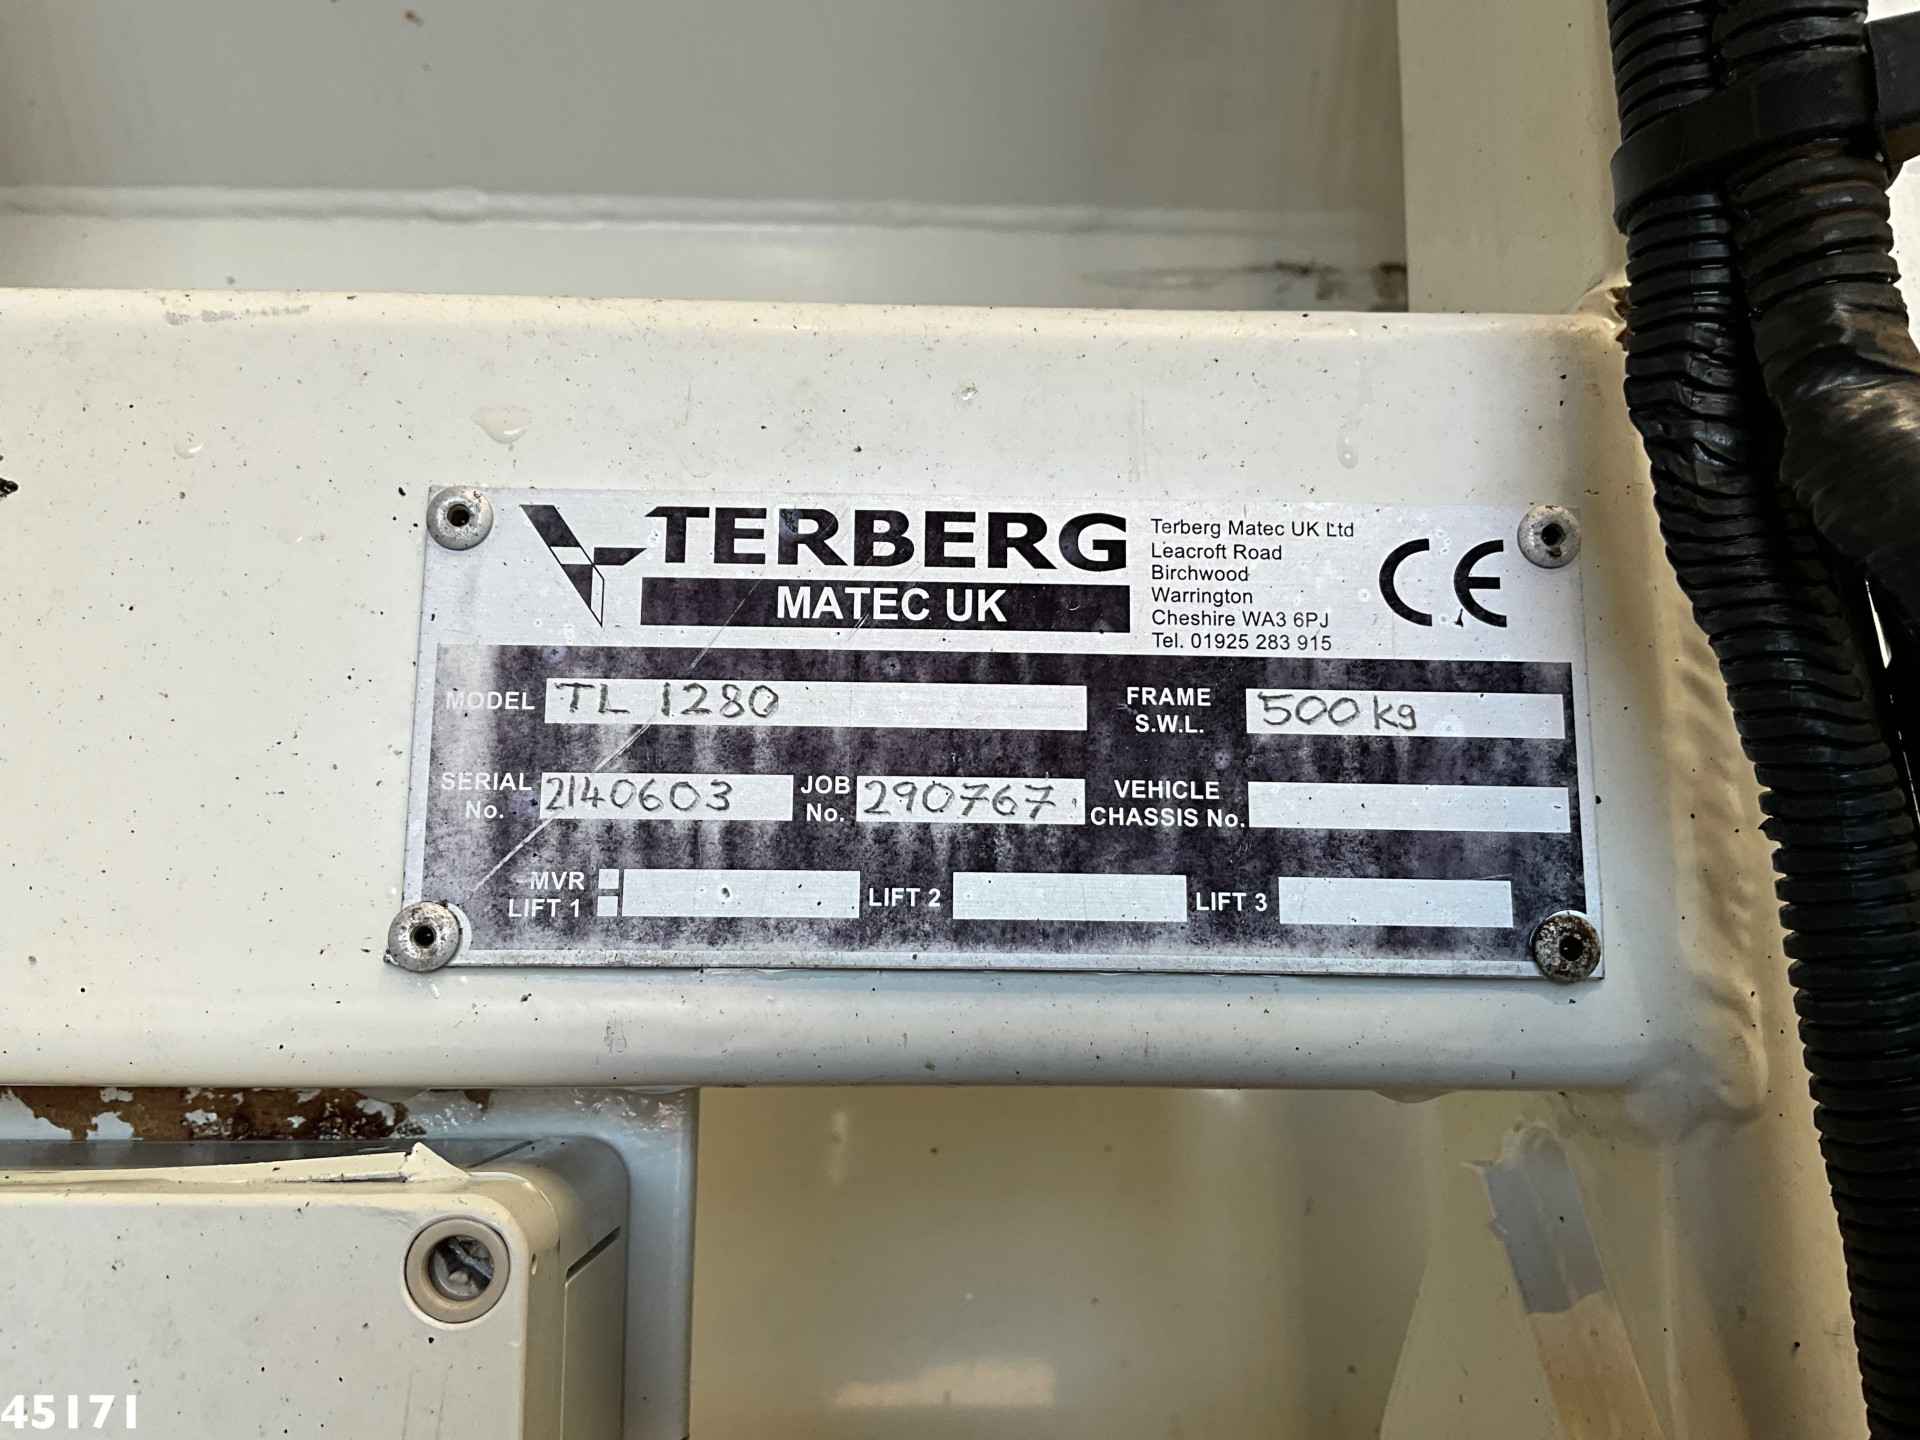 TERBERG
MATEC UK
Terberg Matec UK Ltd
Leacroft Road
Birchwood
Warrington
Cheshire WA3 6PJ
Tel. 01925 283 915
CE
MODEL TL 1280
FRAME S.W.L. 500 kg
SERIAL No. 2140603
JOB No. 290767
VEHICLE CHASSIS No.
MVR
LIFT 1
LIFT 2
LIFT 3
45171